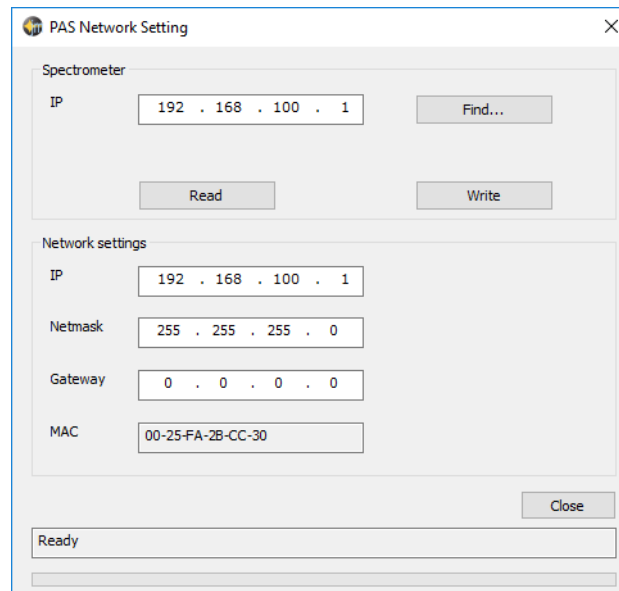 PAS Network Setting
Spectrometer
IP 192 . 168 . 100 . 1 Find...
Read Write
Network settings
IP 192 . 168 . 100 . 1
Netmask 255 . 255 . 255 . 0
Gateway 0 . 0 . 0 . 0
MAC 00-25-FA-2B-CC-30
Close
Ready